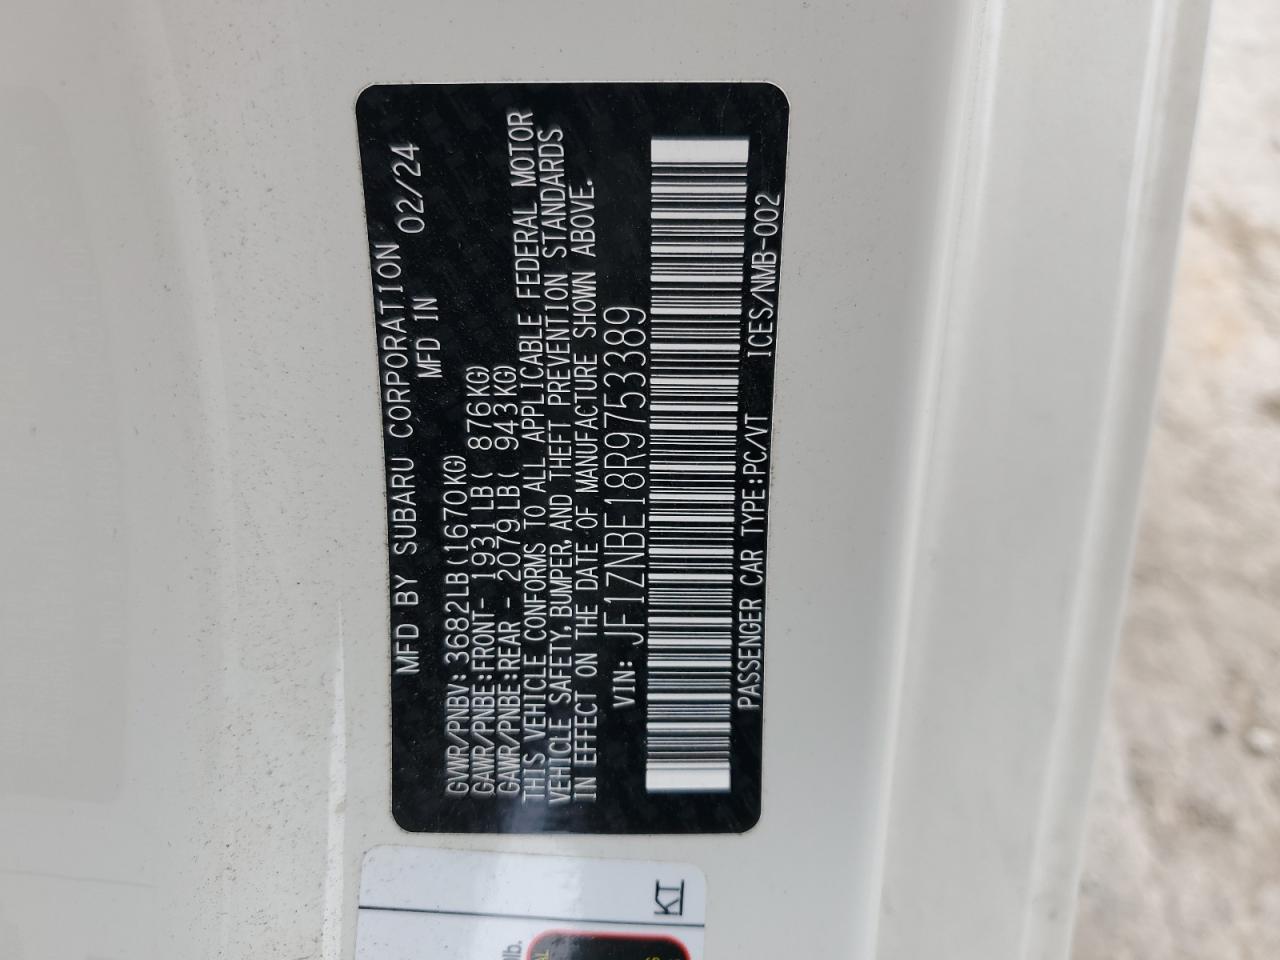 MFD BY SUBARU CORPORATION
MFD IN 02/24
GVWR/PNBV: 3682LB(1670KG)
GAWR/PNBE:FRONT- 1931LB( 876KG)
GAWR/PNBE:REAR - 2079LB( 943KG)
THIS VEHICLE CONFORMS TO ALL APPLICABLE FEDERAL MOTOR
VEHICLE SAFETY, BUMPER, AND THEFT PREVENTION STANDARDS
IN EFFECT ON THE DATE OF MANUFACTURE SHOWN ABOVE.
VIN: JF1ZNBE18R9753389
PASSENGER CAR TYPE:PC/VT ICES/NMB-002
KI